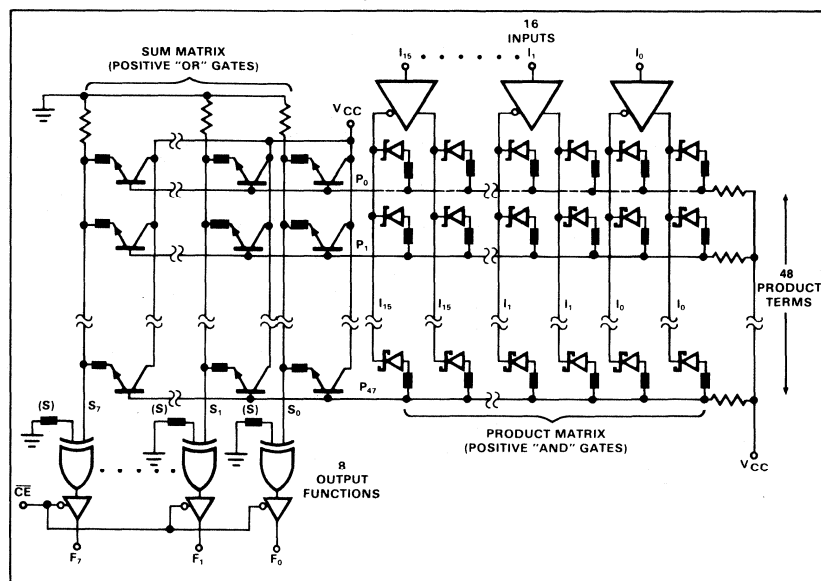 16
INPUTS
SUM MATRIX
(POSITIVE "OR" GATES)
I15 I1 I0
VCC
P0
P1
48
PRODUCT
TERMS
I15 I15 I1 I1 I0 I0
P47
(S) S7 (S) S1 (S) S0
PRODUCT MATRIX
(POSITIVE "AND" GATES)
VCC
8
OUTPUT
FUNCTIONS
CE
F7 F1 F0